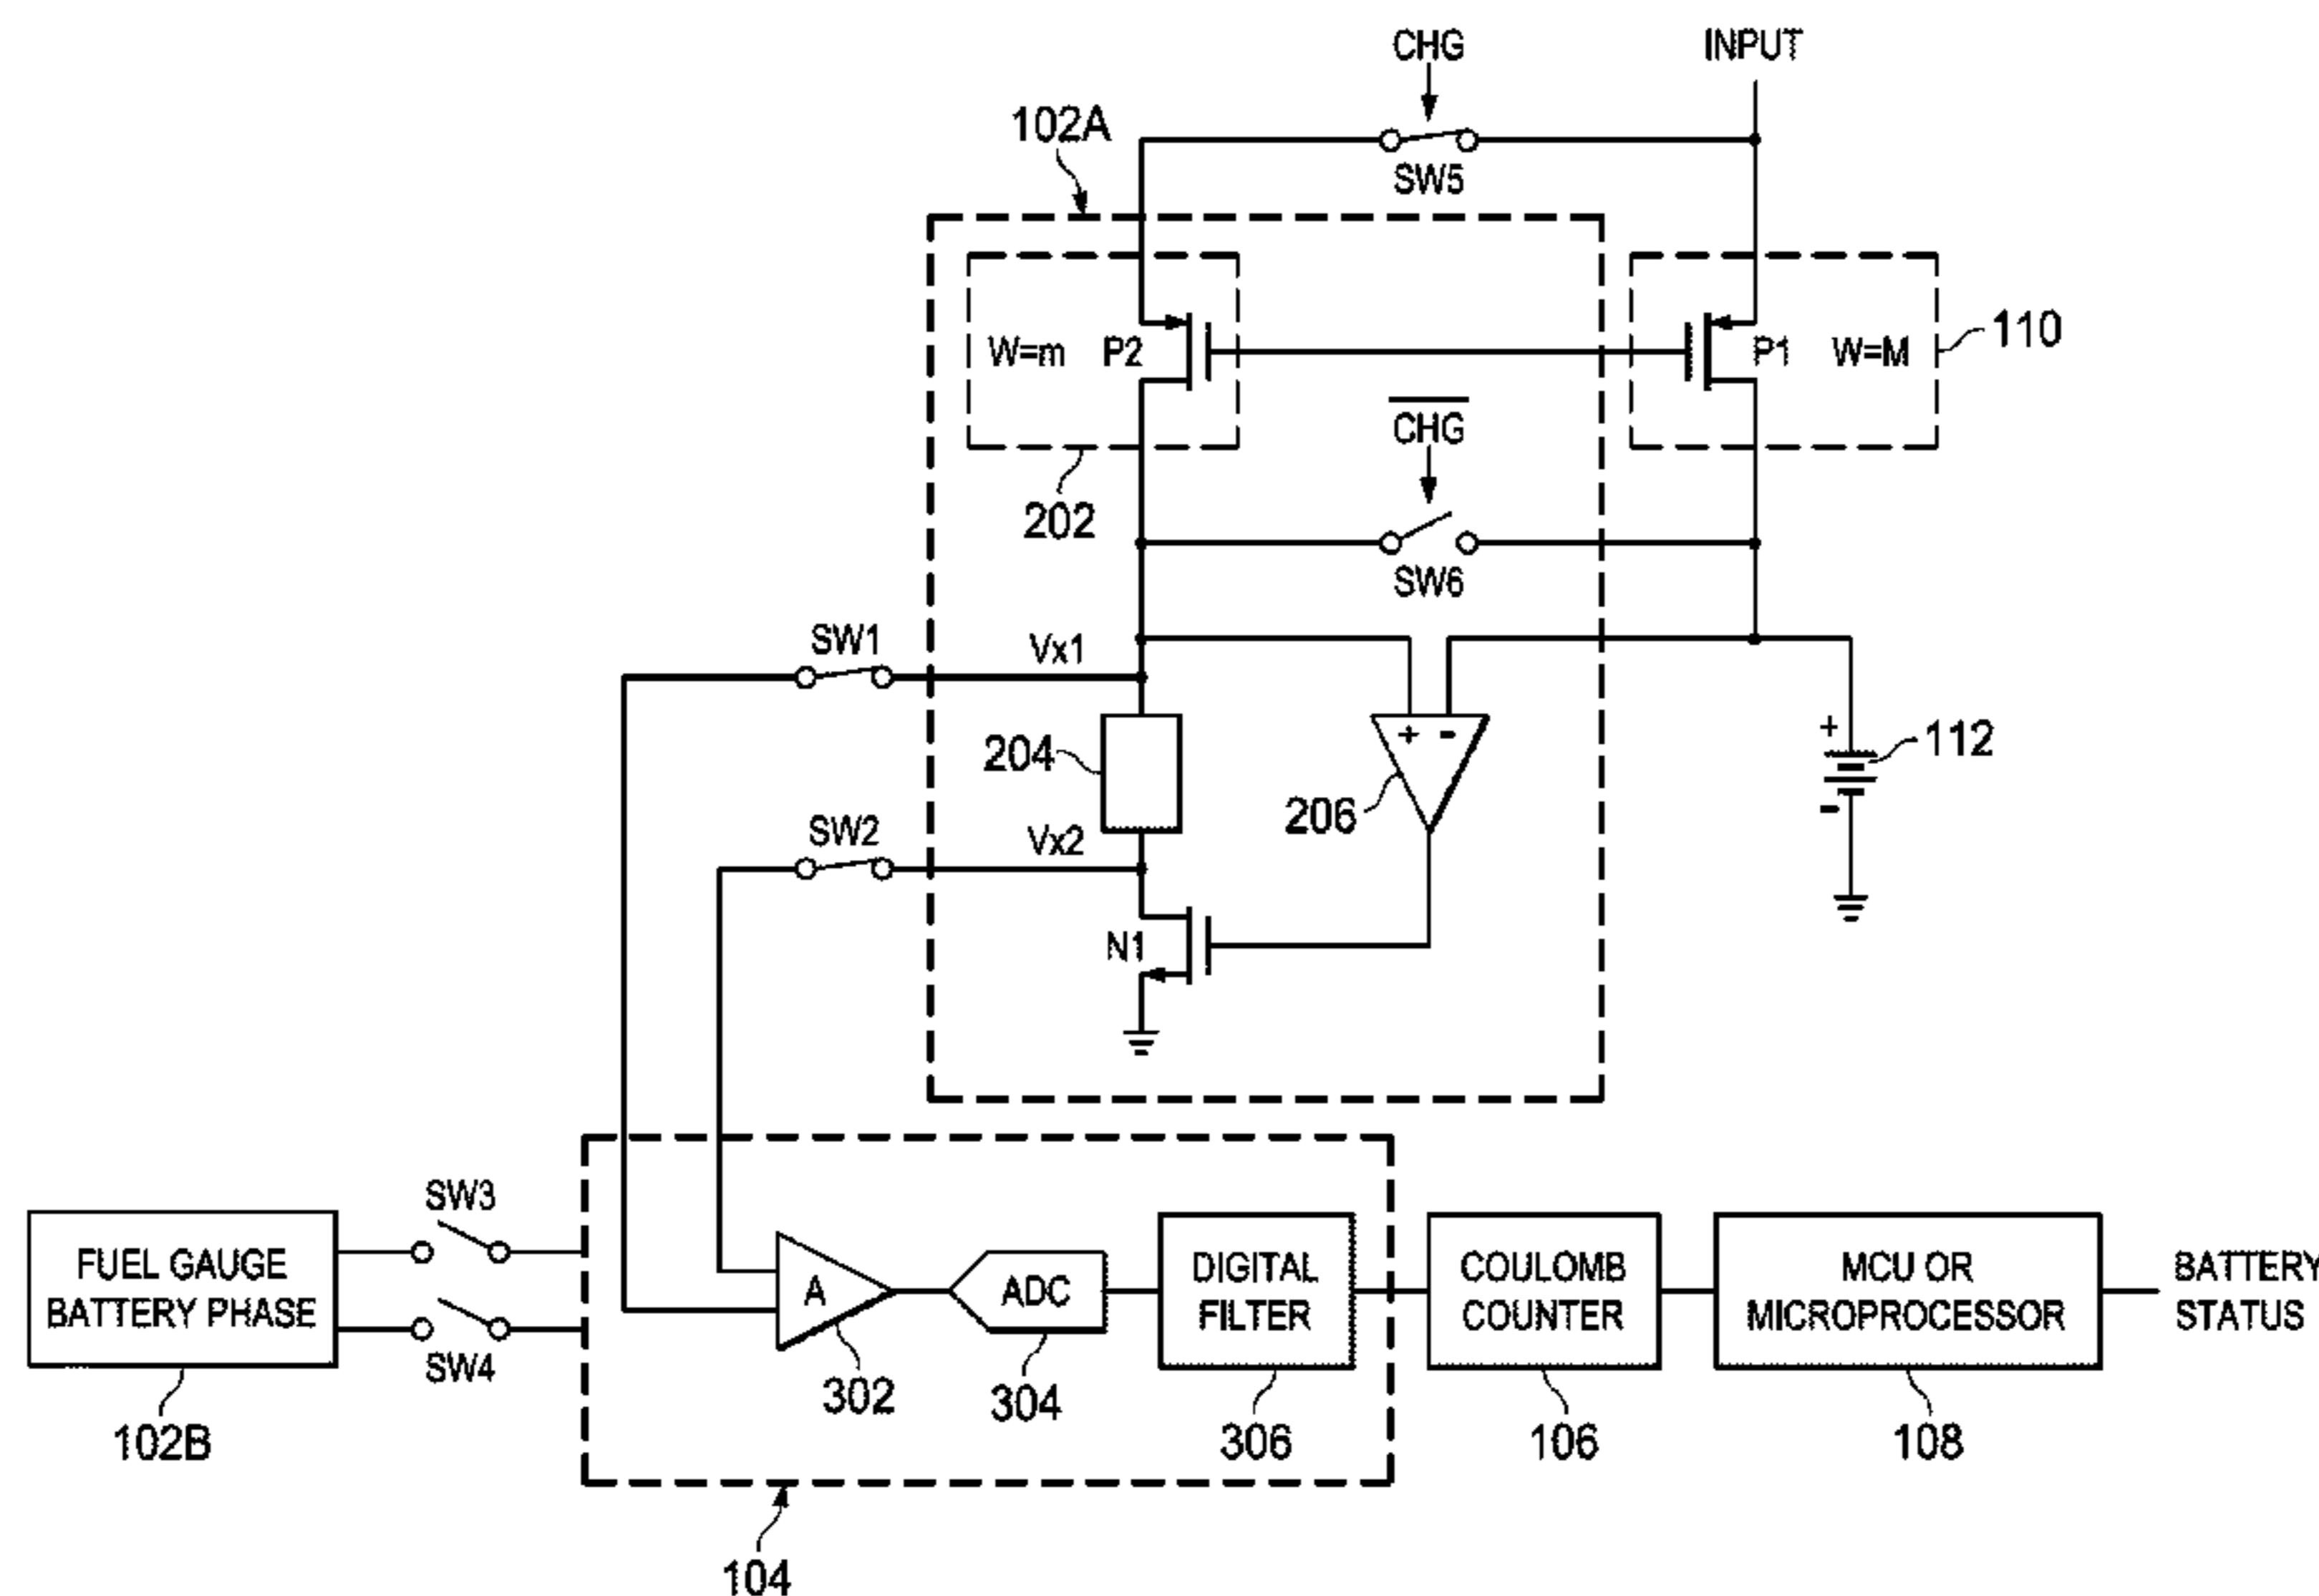 CHG
INPUT
102A
SW5
W=m
P2
P1
W=M
110
CHG
202
SW6
SW1
Vx1
+
-
+
204
112
206
-
SW2
Vx2
N1
SW3
FUEL GAUGE
BATTERY PHASE
A
ADC
DIGITAL
FILTER
COULOMB
COUNTER
MCU OR
MICROPROCESSOR
BATTERY
STATUS
SW4
302
304
306
106
108
102B
104